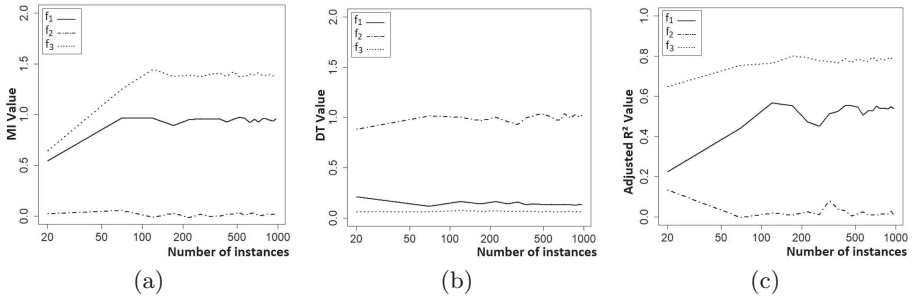 2.0
1.5
1.0
0.5
0.0
MI Value
f1
f2
f3
20 50 100 200 500 1000
Number of instances
(a)
2.0
1.5
1.0
0.5
0.0
DT Value
f1
f2
f3
20 50 100 200 500 1000
Number of instances
(b)
1.0
0.8
0.6
0.4
0.2
0.0
Adjusted R² Value
f1
f2
f3
20 50 100 200 500 1000
Number of instances
(c)